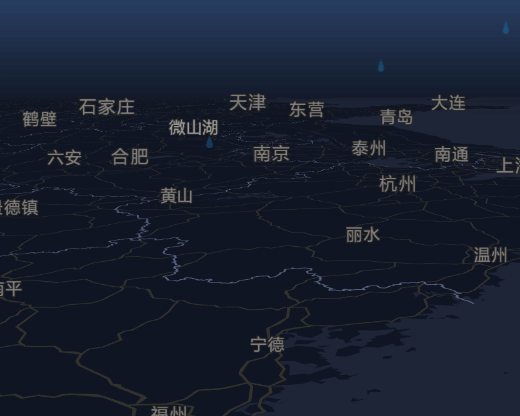 大连
天津
石家庄
东营
青岛
鹤壁
微山湖
泰州
南京
南通
合肥
六安
上海
杭州
黄山
景德镇
丽水
温州
南平
宁德
福州